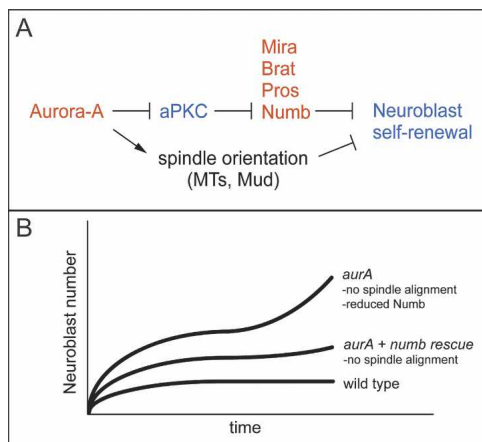 A
Mira
Brat
Pros
Aurora-A aPKC Numb Neuroblast
self-renewal
spindle orientation
(MTs, Mud)
B
Neuroblast number
aurA
-no spindle alignment
-reduced Numb
aurA + numb rescue
-no spindle alignment
wild type
time